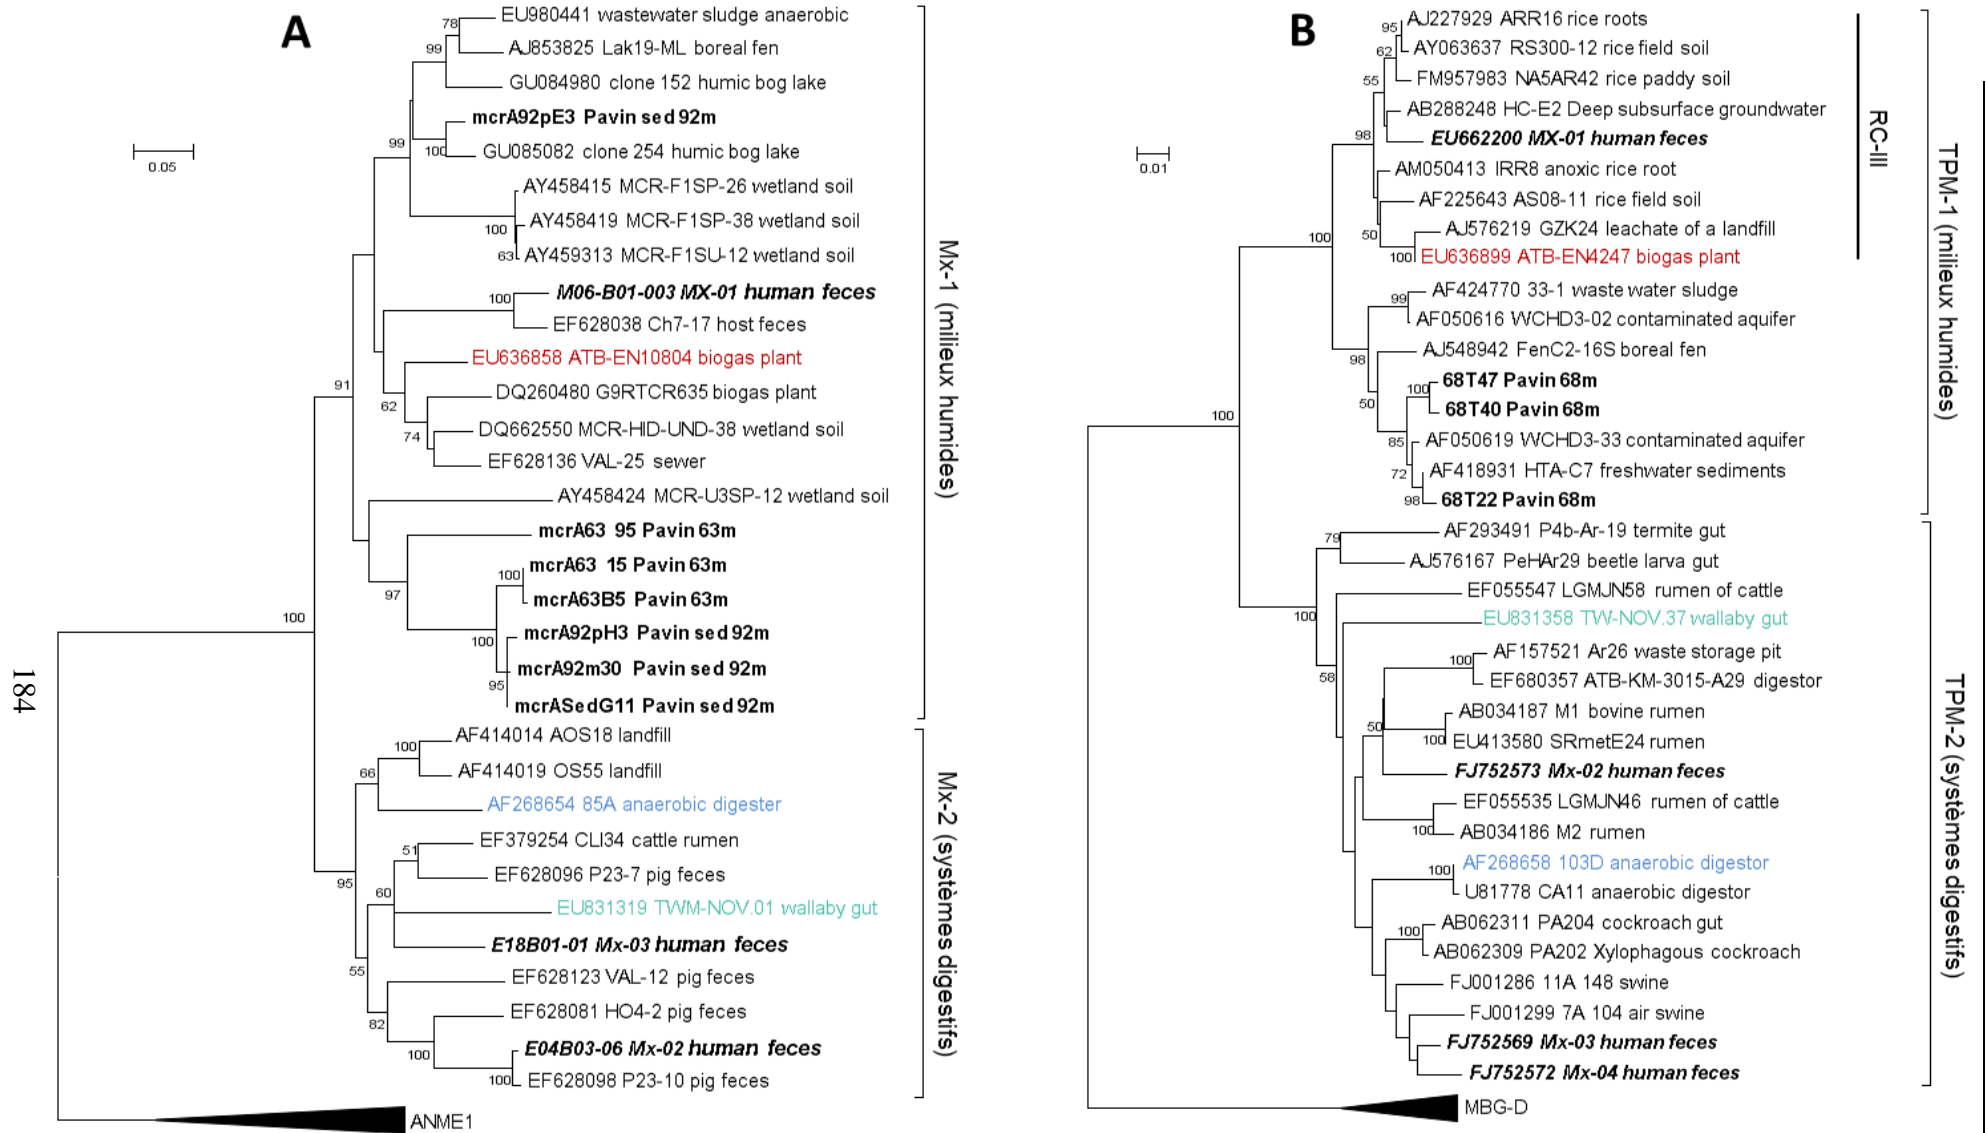 A
78
EU980441 wastewater sludge anaerobic
99
AJ853825 Lak19-ML boreal fen
GU084980 clone 152 humic bog lake
mcrA92pE3 Pavin sed 92m
99
100
GU085082 clone 254 humic bog lake
0.05
AY458415 MCR-F1SP-26 wetland soil
AY458419 MCR-F1SP-38 wetland soil
100
63
AY459313 MCR-F1SU-12 wetland soil
100
M06-B01-003 MX-01 human feces
EF628038 Ch7-17 host feces
EU636858 ATB-EN10804 biogas plant
91
DQ260480 G9RTCR635 biogas plant
62
DQ662550 MCR-HID-UND-38 wetland soil
74
EF628136 VAL-25 sewer
AY458424 MCR-U3SP-12 wetland soil
mcrA63 95 Pavin 63m
mcrA63 15 Pavin 63m
100
97
mcrA63B5 Pavin 63m
100
100
mcrA92pH3 Pavin sed 92m
mcrA92m30 Pavin sed 92m
95
mcrASedG11 Pavin sed 92m
Mx-1 (milieux humides)
AF414014 AOS18 landfill
100
66
AF414019 OS55 landfill
AF268654 85A anaerobic digester
EF379254 CLI34 cattle rumen
51
95
60
EF628096 P23-7 pig feces
EU831319 TWM-NOV.01 wallaby gut
E18B01-01 Mx-03 human feces
55
EF628123 VAL-12 pig feces
EF628081 HO4-2 pig feces
82
100
E04B03-06 Mx-02 human feces
100
EF628098 P23-10 pig feces
Mx-2 (systèmes digestifs)
ANME1
184
B
AJ227929 ARR16 rice roots
95
62
AY063637 RS300-12 rice field soil
55
FM957983 NA5AR42 rice paddy soil
AB288248 HC-E2 Deep subsurface groundwater
98
EU662200 MX-01 human feces
0.01
AM050413 IRR8 anoxic rice root
AF225643 AS08-11 rice field soil
AJ576219 GZK24 leachate of a landfill
100
50
100
EU636899 ATB-EN4247 biogas plant
RC-III
AF424770 33-1 waste water sludge
99
AF050616 WCHD3-02 contaminated aquifer
98
AJ548942 FenC2-16S boreal fen
68T47 Pavin 68m
100
50
68T40 Pavin 68m
100
85
AF050619 WCHD3-33 contaminated aquifer
72
AF418931 HTA-C7 freshwater sediments
98
68T22 Pavin 68m
TPM-1 (milieux humides)
AF293491 P4b-Ar-19 termite gut
79
AJ576167 PeHAr29 beetle larva gut
EF055547 LGMJN58 rumen of cattle
100
EU831358 TW-NOV.37 wallaby gut
AF157521 Ar26 waste storage pit
100
58
EF680357 ATB-KM-3015-A29 digestor
AB034187 M1 bovine rumen
50
100
EU413580 SRmetE24 rumen
FJ752573 Mx-02 human feces
EF055535 LGMJN46 rumen of cattle
100
AB034186 M2 rumen
AF268658 103D anaerobic digestor
100
U81778 CA11 anaerobic digestor
AB062311 PA204 cockroach gut
100
AB062309 PA202 Xylophagous cockroach
FJ001286 11A 148 swine
FJ001299 7A 104 air swine
FJ752569 Mx-03 human feces
FJ752572 Mx-04 human feces
TPM-2 (systèmes digestifs)
MBG-D